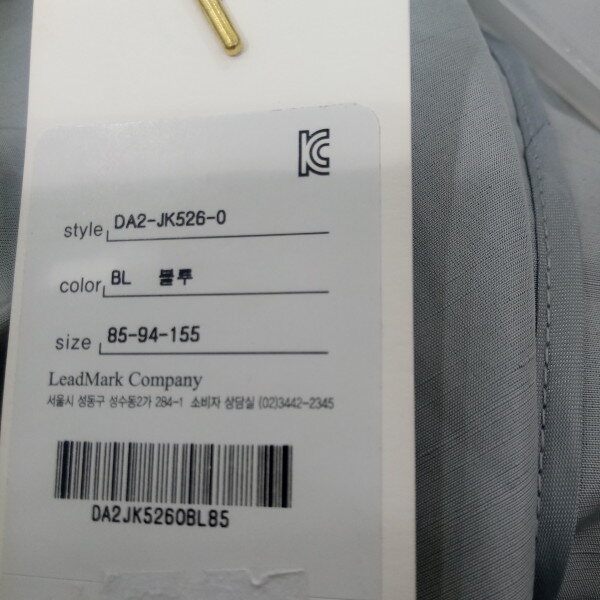 KC
style DA2-JK526-0
color BL 블루
size 85-94-155
LeadMark Company
서울시 성동구 성수동2가 284-1 소비자 상담실 (02)3442-2345
DA2JK5260BL85